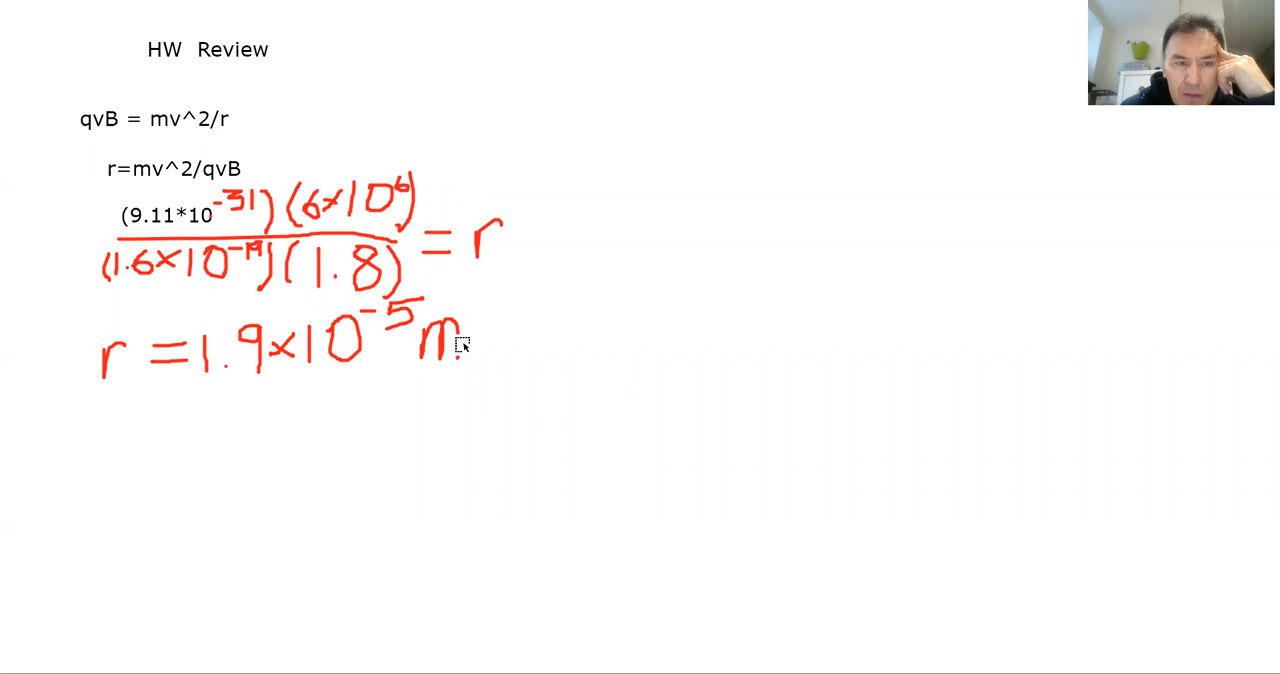 HW Review
qvB = mv^2/r
r=mv^2/qvB
(9.11*10^-31)(6×10^6)
(1.6×10^-19)(1.8) = r
r = 1.9×10^-5 m.